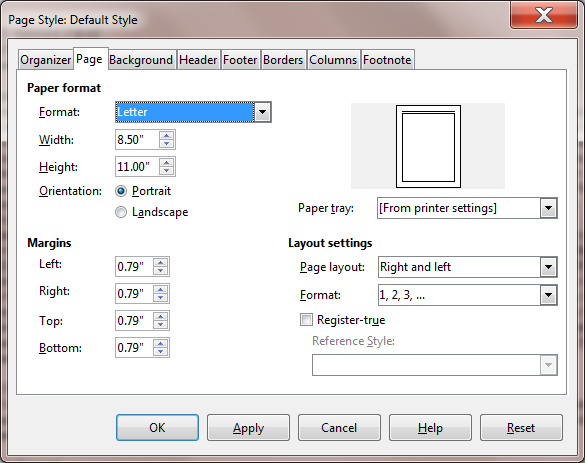 Page Style: Default Style
Organizer Page Background Header Footer Borders Columns Footnote
Paper format
Format: Letter
Width: 8.50"
Height: 11.00"
Orientation: Portrait
Landscape
Paper tray: [From printer settings]
Margins
Left: 0.79"
Right: 0.79"
Top: 0.79"
Bottom: 0.79"
Layout settings
Page layout: Right and left
Format: 1, 2, 3, ...
Register-true
Reference Style:
OK Apply Cancel Help Reset